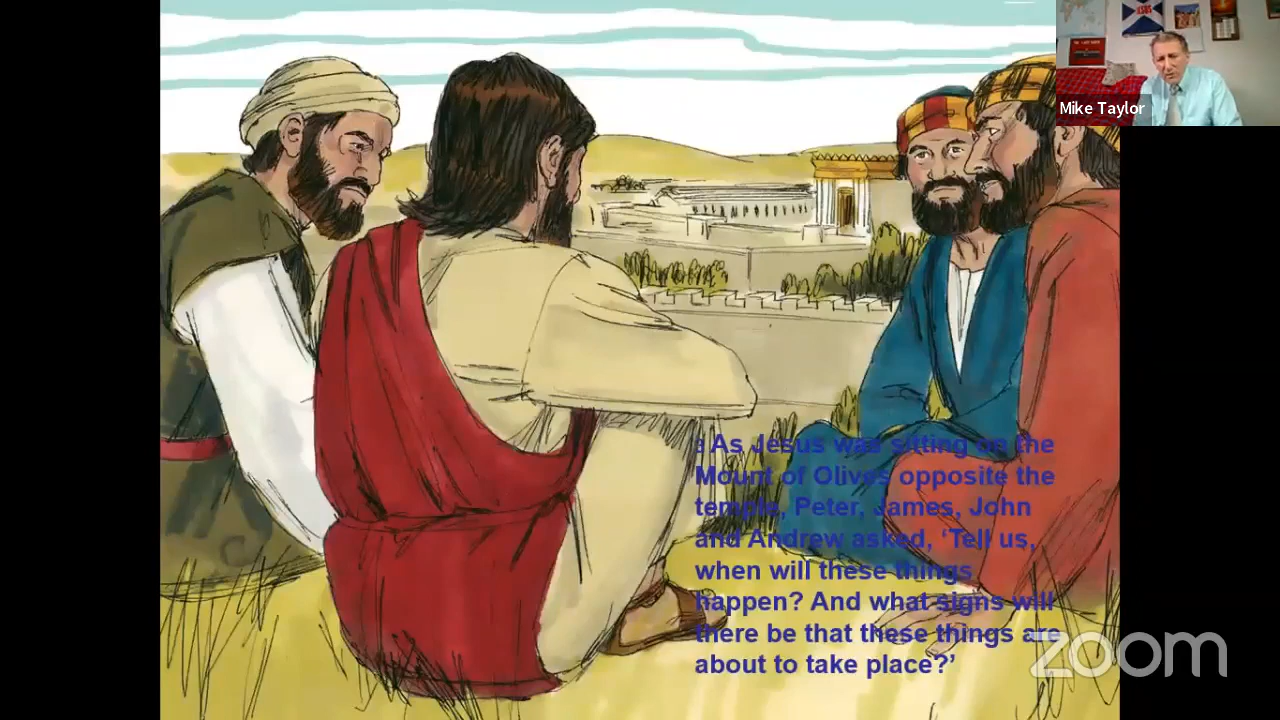 JESUS
Mike Taylor
3 As Jesus was sitting on the
Mount of Olives opposite the
temple, Peter, James, John
and Andrew asked, ‘Tell us,
when will these things
happen? And what signs will
there be that these things are
about to take place?’
zoom